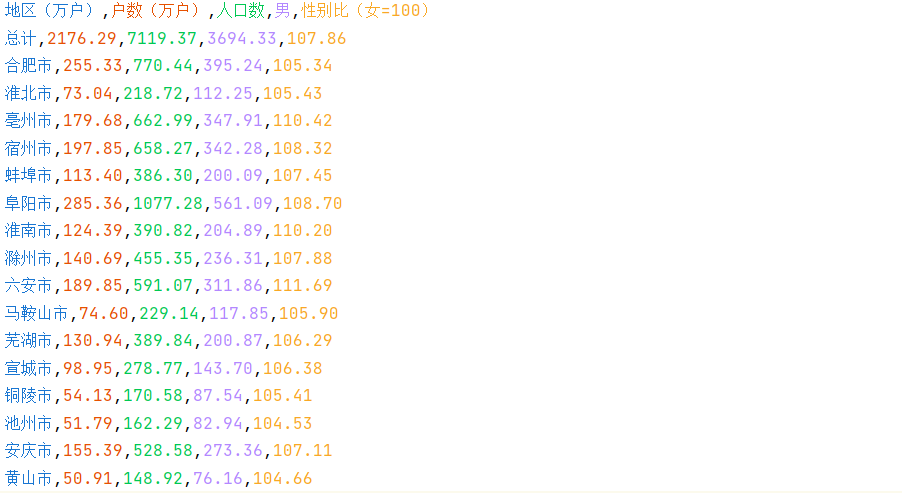 地区（万户）,户数（万户）,人口数,男,性别比（女=100）
总计,2176.29,7119.37,3694.33,107.86
合肥市,255.33,770.44,395.24,105.34
淮北市,73.04,218.72,112.25,105.43
亳州市,179.68,662.99,347.91,110.42
宿州市,197.85,658.27,342.28,108.32
蚌埠市,113.40,386.30,200.09,107.45
阜阳市,285.36,1077.28,561.09,108.70
淮南市,124.39,390.82,204.89,110.20
滁州市,140.69,455.35,236.31,107.88
六安市,189.85,591.07,311.86,111.69
马鞍山市,74.60,229.14,117.85,105.90
芜湖市,130.94,389.84,200.87,106.29
宣城市,98.95,278.77,143.70,106.38
铜陵市,54.13,170.58,87.54,105.41
池州市,51.79,162.29,82.94,104.53
安庆市,155.39,528.58,273.36,107.11
黄山市,50.91,148.92,76.16,104.66